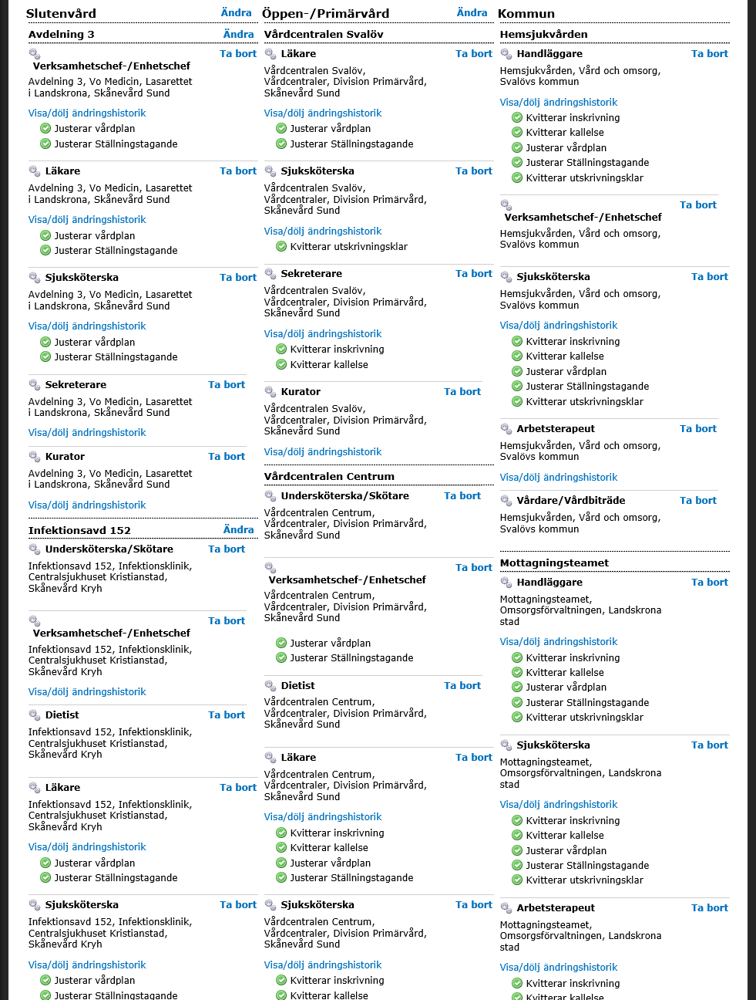 Slutenvård
Ändra
Avdelning 3
Ändra
Verksamhetschef-/Enhetschef
Ta bort
Avdelning 3, Vo Medicin, Lasarettet
i Landskrona, Skånevård Sund
Visa/dölj ändringshistorik
Justerar vårdplan
Justerar Ställningstagande
Läkare
Ta bort
Avdelning 3, Vo Medicin, Lasarettet
i Landskrona, Skånevård Sund
Visa/dölj ändringshistorik
Justerar vårdplan
Justerar Ställningstagande
Sjuksköterska
Ta bort
Avdelning 3, Vo Medicin, Lasarettet
i Landskrona, Skånevård Sund
Visa/dölj ändringshistorik
Justerar vårdplan
Justerar Ställningstagande
Sekreterare
Ta bort
Avdelning 3, Vo Medicin, Lasarettet
i Landskrona, Skånevård Sund
Visa/dölj ändringshistorik
Kurator
Ta bort
Avdelning 3, Vo Medicin, Lasarettet
i Landskrona, Skånevård Sund
Visa/dölj ändringshistorik
Infektionsavd 152
Ändra
Undersköterska/Skötare
Ta bort
Infektionsavd 152, Infektionsklinik,
Centralsjukhuset Kristianstad,
Skånevård Kryh
Verksamhetschef-/Enhetschef
Ta bort
Infektionsavd 152, Infektionsklinik,
Centralsjukhuset Kristianstad,
Skånevård Kryh
Visa/dölj ändringshistorik
Dietist
Ta bort
Infektionsavd 152, Infektionsklinik,
Centralsjukhuset Kristianstad,
Skånevård Kryh
Läkare
Ta bort
Infektionsavd 152, Infektionsklinik,
Centralsjukhuset Kristianstad,
Skånevård Kryh
Visa/dölj ändringshistorik
Justerar vårdplan
Justerar Ställningstagande
Sjuksköterska
Ta bort
Infektionsavd 152, Infektionsklinik,
Centralsjukhuset Kristianstad,
Skånevård Kryh
Visa/dölj ändringshistorik
Justerar vårdplan
Justerar Ställningstagande
Öppen-/Primärvård
Ändra
Vårdcentralen Svalöv
Läkare
Ta bort
Vårdcentralen Svalöv,
Vårdcentraler, Division Primärvård,
Skånevård Sund
Visa/dölj ändringshistorik
Justerar vårdplan
Justerar Ställningstagande
Sjuksköterska
Ta bort
Vårdcentralen Svalöv,
Vårdcentraler, Division Primärvård,
Skånevård Sund
Visa/dölj ändringshistorik
Kvitterar utskrivningsklar
Sekreterare
Ta bort
Vårdcentralen Svalöv,
Vårdcentraler, Division Primärvård,
Skånevård Sund
Visa/dölj ändringshistorik
Kvitterar inskrivning
Kvitterar kallelse
Kurator
Ta bort
Vårdcentralen Svalöv,
Vårdcentraler, Division Primärvård,
Skånevård Sund
Visa/dölj ändringshistorik
Vårdcentralen Centrum
Undersköterska/Skötare
Ta bort
Vårdcentralen Centrum,
Vårdcentraler, Division Primärvård,
Skånevård Sund
Verksamhetschef-/Enhetschef
Ta bort
Vårdcentralen Centrum,
Vårdcentraler, Division Primärvård,
Skånevård Sund
Justerar vårdplan
Justerar Ställningstagande
Dietist
Ta bort
Vårdcentralen Centrum,
Vårdcentraler, Division Primärvård,
Skånevård Sund
Läkare
Ta bort
Vårdcentralen Centrum,
Vårdcentraler, Division Primärvård,
Skånevård Sund
Visa/dölj ändringshistorik
Kvitterar inskrivning
Kvitterar kallelse
Justerar vårdplan
Justerar Ställningstagande
Sjuksköterska
Ta bort
Vårdcentralen Centrum,
Vårdcentraler, Division Primärvård,
Skånevård Sund
Visa/dölj ändringshistorik
Kvitterar inskrivning
Kvitterar kallelse
Kommun
Hemsjukvården
Handläggare
Ta bort
Hemsjukvården, Vård och omsorg,
Svalövs kommun
Visa/dölj ändringshistorik
Kvitterar inskrivning
Kvitterar kallelse
Justerar vårdplan
Justerar Ställningstagande
Kvitterar utskrivningsklar
Verksamhetschef-/Enhetschef
Ta bort
Hemsjukvården, Vård och omsorg,
Svalövs kommun
Sjuksköterska
Ta bort
Hemsjukvården, Vård och omsorg,
Svalövs kommun
Visa/dölj ändringshistorik
Kvitterar inskrivning
Kvitterar kallelse
Justerar vårdplan
Justerar Ställningstagande
Kvitterar utskrivningsklar
Arbetsterapeut
Ta bort
Hemsjukvården, Vård och omsorg,
Svalövs kommun
Visa/dölj ändringshistorik
Vårdare/Vårdbiträde
Ta bort
Hemsjukvården, Vård och omsorg,
Svalövs kommun
Mottagningsteamet
Handläggare
Ta bort
Mottagningsteamet,
Omsorgsförvaltningen, Landskrona
stad
Visa/dölj ändringshistorik
Kvitterar inskrivning
Kvitterar kallelse
Justerar vårdplan
Justerar Ställningstagande
Kvitterar utskrivningsklar
Sjuksköterska
Ta bort
Mottagningsteamet,
Omsorgsförvaltningen, Landskrona
stad
Visa/dölj ändringshistorik
Kvitterar inskrivning
Kvitterar kallelse
Justerar vårdplan
Justerar Ställningstagande
Kvitterar utskrivningsklar
Arbetsterapeut
Ta bort
Mottagningsteamet,
Omsorgsförvaltningen, Landskrona
stad
Visa/dölj ändringshistorik
Kvitterar inskrivning
Kvitterar kallelse